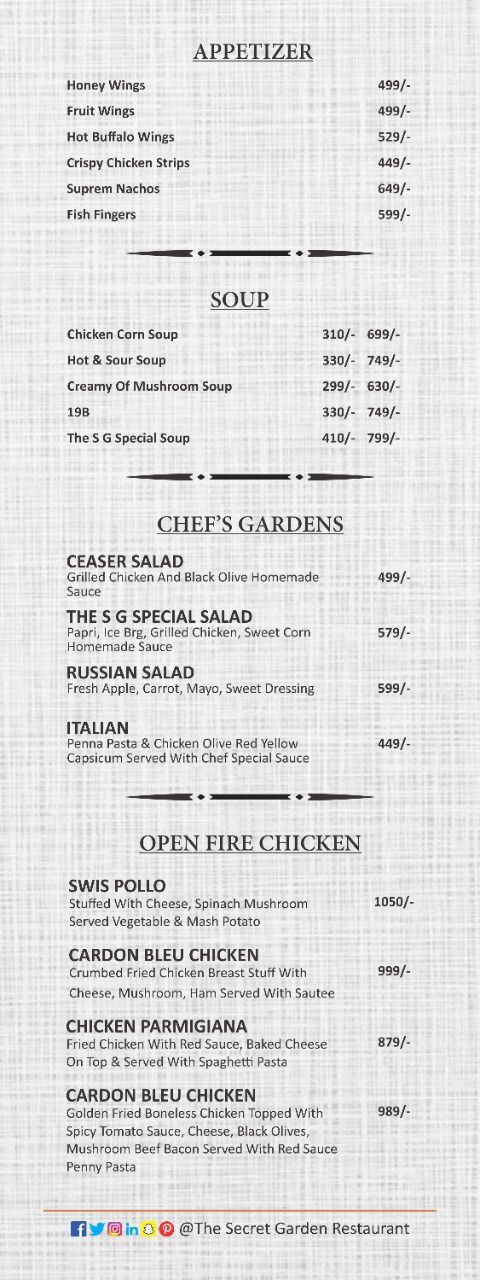 APPETIZER
Honey Wings 499/-
Fruit Wings 499/-
Hot Buffalo Wings 529/-
Crispy Chicken Strips 449/-
Suprem Nachos 649/-
Fish Fingers 599/-
SOUP
Chicken Corn Soup 310/- 699/-
Hot & Sour Soup 330/- 749/-
Creamy Of Mushroom Soup 299/- 630/-
19B 330/- 749/-
The S G Special Soup 410/- 799/-
CHEF'S GARDENS
CEASER SALAD
Grilled Chicken And Black Olive Homemade 499/-
Sauce
THE S G SPECIAL SALAD
Papri, Ice Brg, Grilled Chicken, Sweet Corn 579/-
Homemade Sauce
RUSSIAN SALAD
Fresh Apple, Carrot, Mayo, Sweet Dressing 599/-
ITALIAN
Penna Pasta & Chicken Olive Red Yellow 449/-
Capsicum Served With Chef Special Sauce
OPEN FIRE CHICKEN
SWIS POLLO
Stuffed With Cheese, Spinach Mushroom 1050/-
Served Vegetable & Mash Potato
CARDON BLEU CHICKEN
Crumbed Fried Chicken Breast Stuff With 999/-
Cheese, Mushroom, Ham Served With Sautee
CHICKEN PARMIGIANA
Fried Chicken With Red Sauce, Baked Cheese 879/-
On Top & Served With Spaghetti Pasta
CARDON BLEU CHICKEN
Golden Fried Boneless Chicken Topped With 989/-
Spicy Tomato Sauce, Cheese, Black Olives,
Mushroom Beef Bacon Served With Red Sauce
Penny Pasta
@The Secret Garden Restaurant